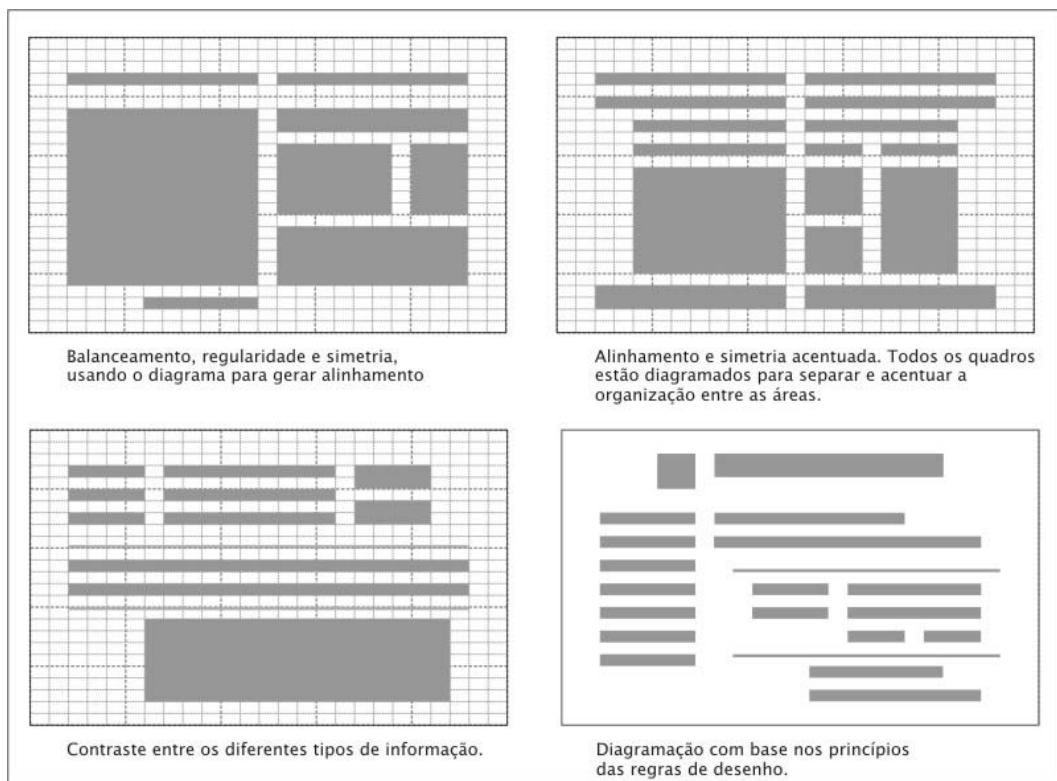 Balanceamento, regularidade e simetria,
usando o diagrama para gerar alinhamento
Alinhamento e simetria acentuada. Todos os quadros
estão diagramados para separar e acentuar a
organização entre as áreas.
Contraste entre os diferentes tipos de informação.
Diagramação com base nos princípios
das regras de desenho.